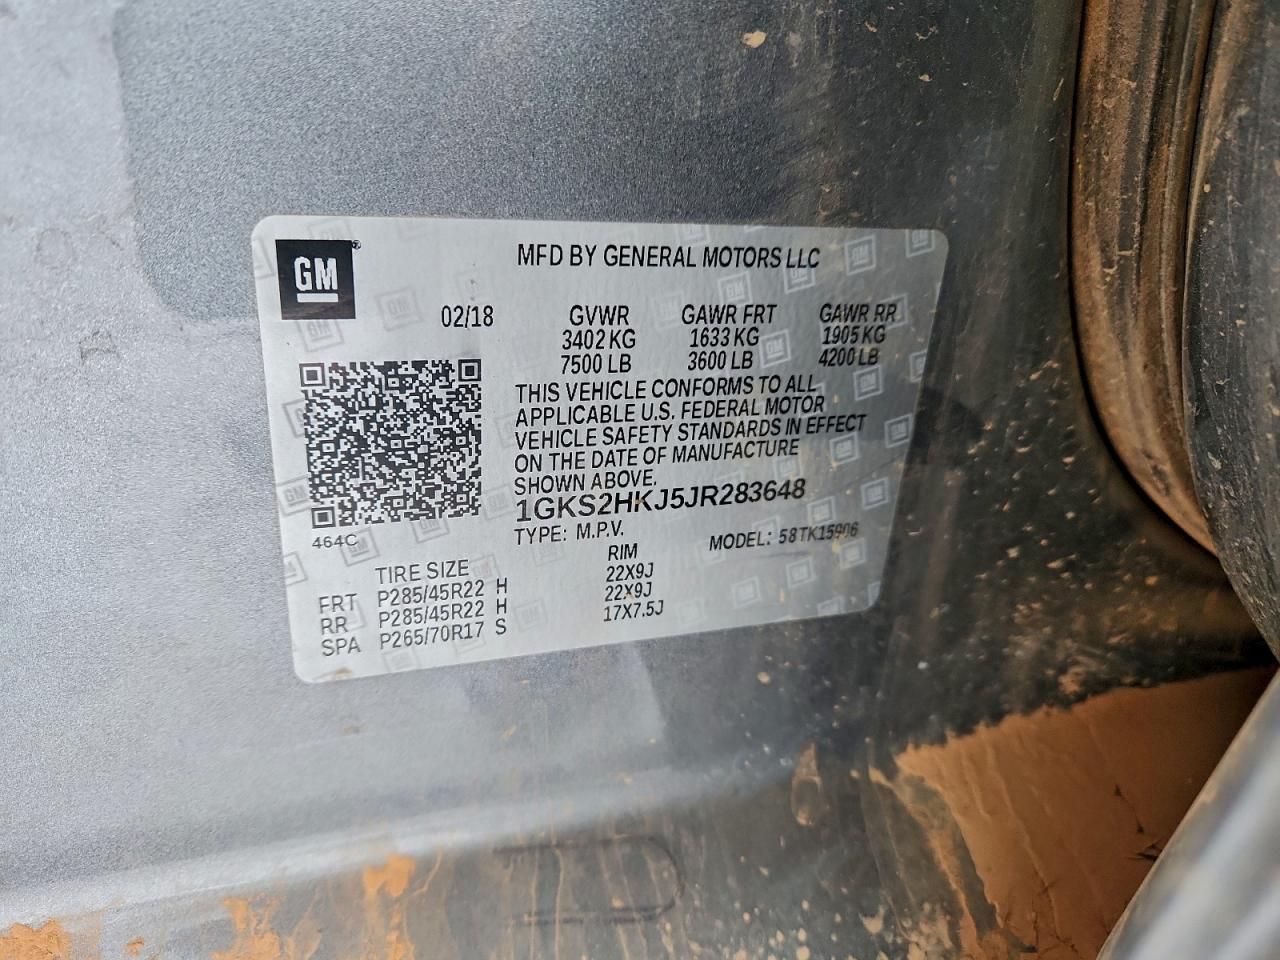 GM®
MFD BY GENERAL MOTORS LLC
02/18 GVWR GAWR FRT GAWR RR
3402 KG 1633 KG 1905 KG
7500 LB 3600 LB 4200 LB
THIS VEHICLE CONFORMS TO ALL
APPLICABLE U.S. FEDERAL MOTOR
VEHICLE SAFETY STANDARDS IN EFFECT
ON THE DATE OF MANUFACTURE
SHOWN ABOVE.
1GKS2HKJ5JR283648
464C
TYPE: M.P.V. MODEL: 58TK15906
TIRE SIZE RIM
FRT P285/45R22 H 22X9J
RR P285/45R22 H 22X9J
SPA P265/70R17 S 17X7.5J